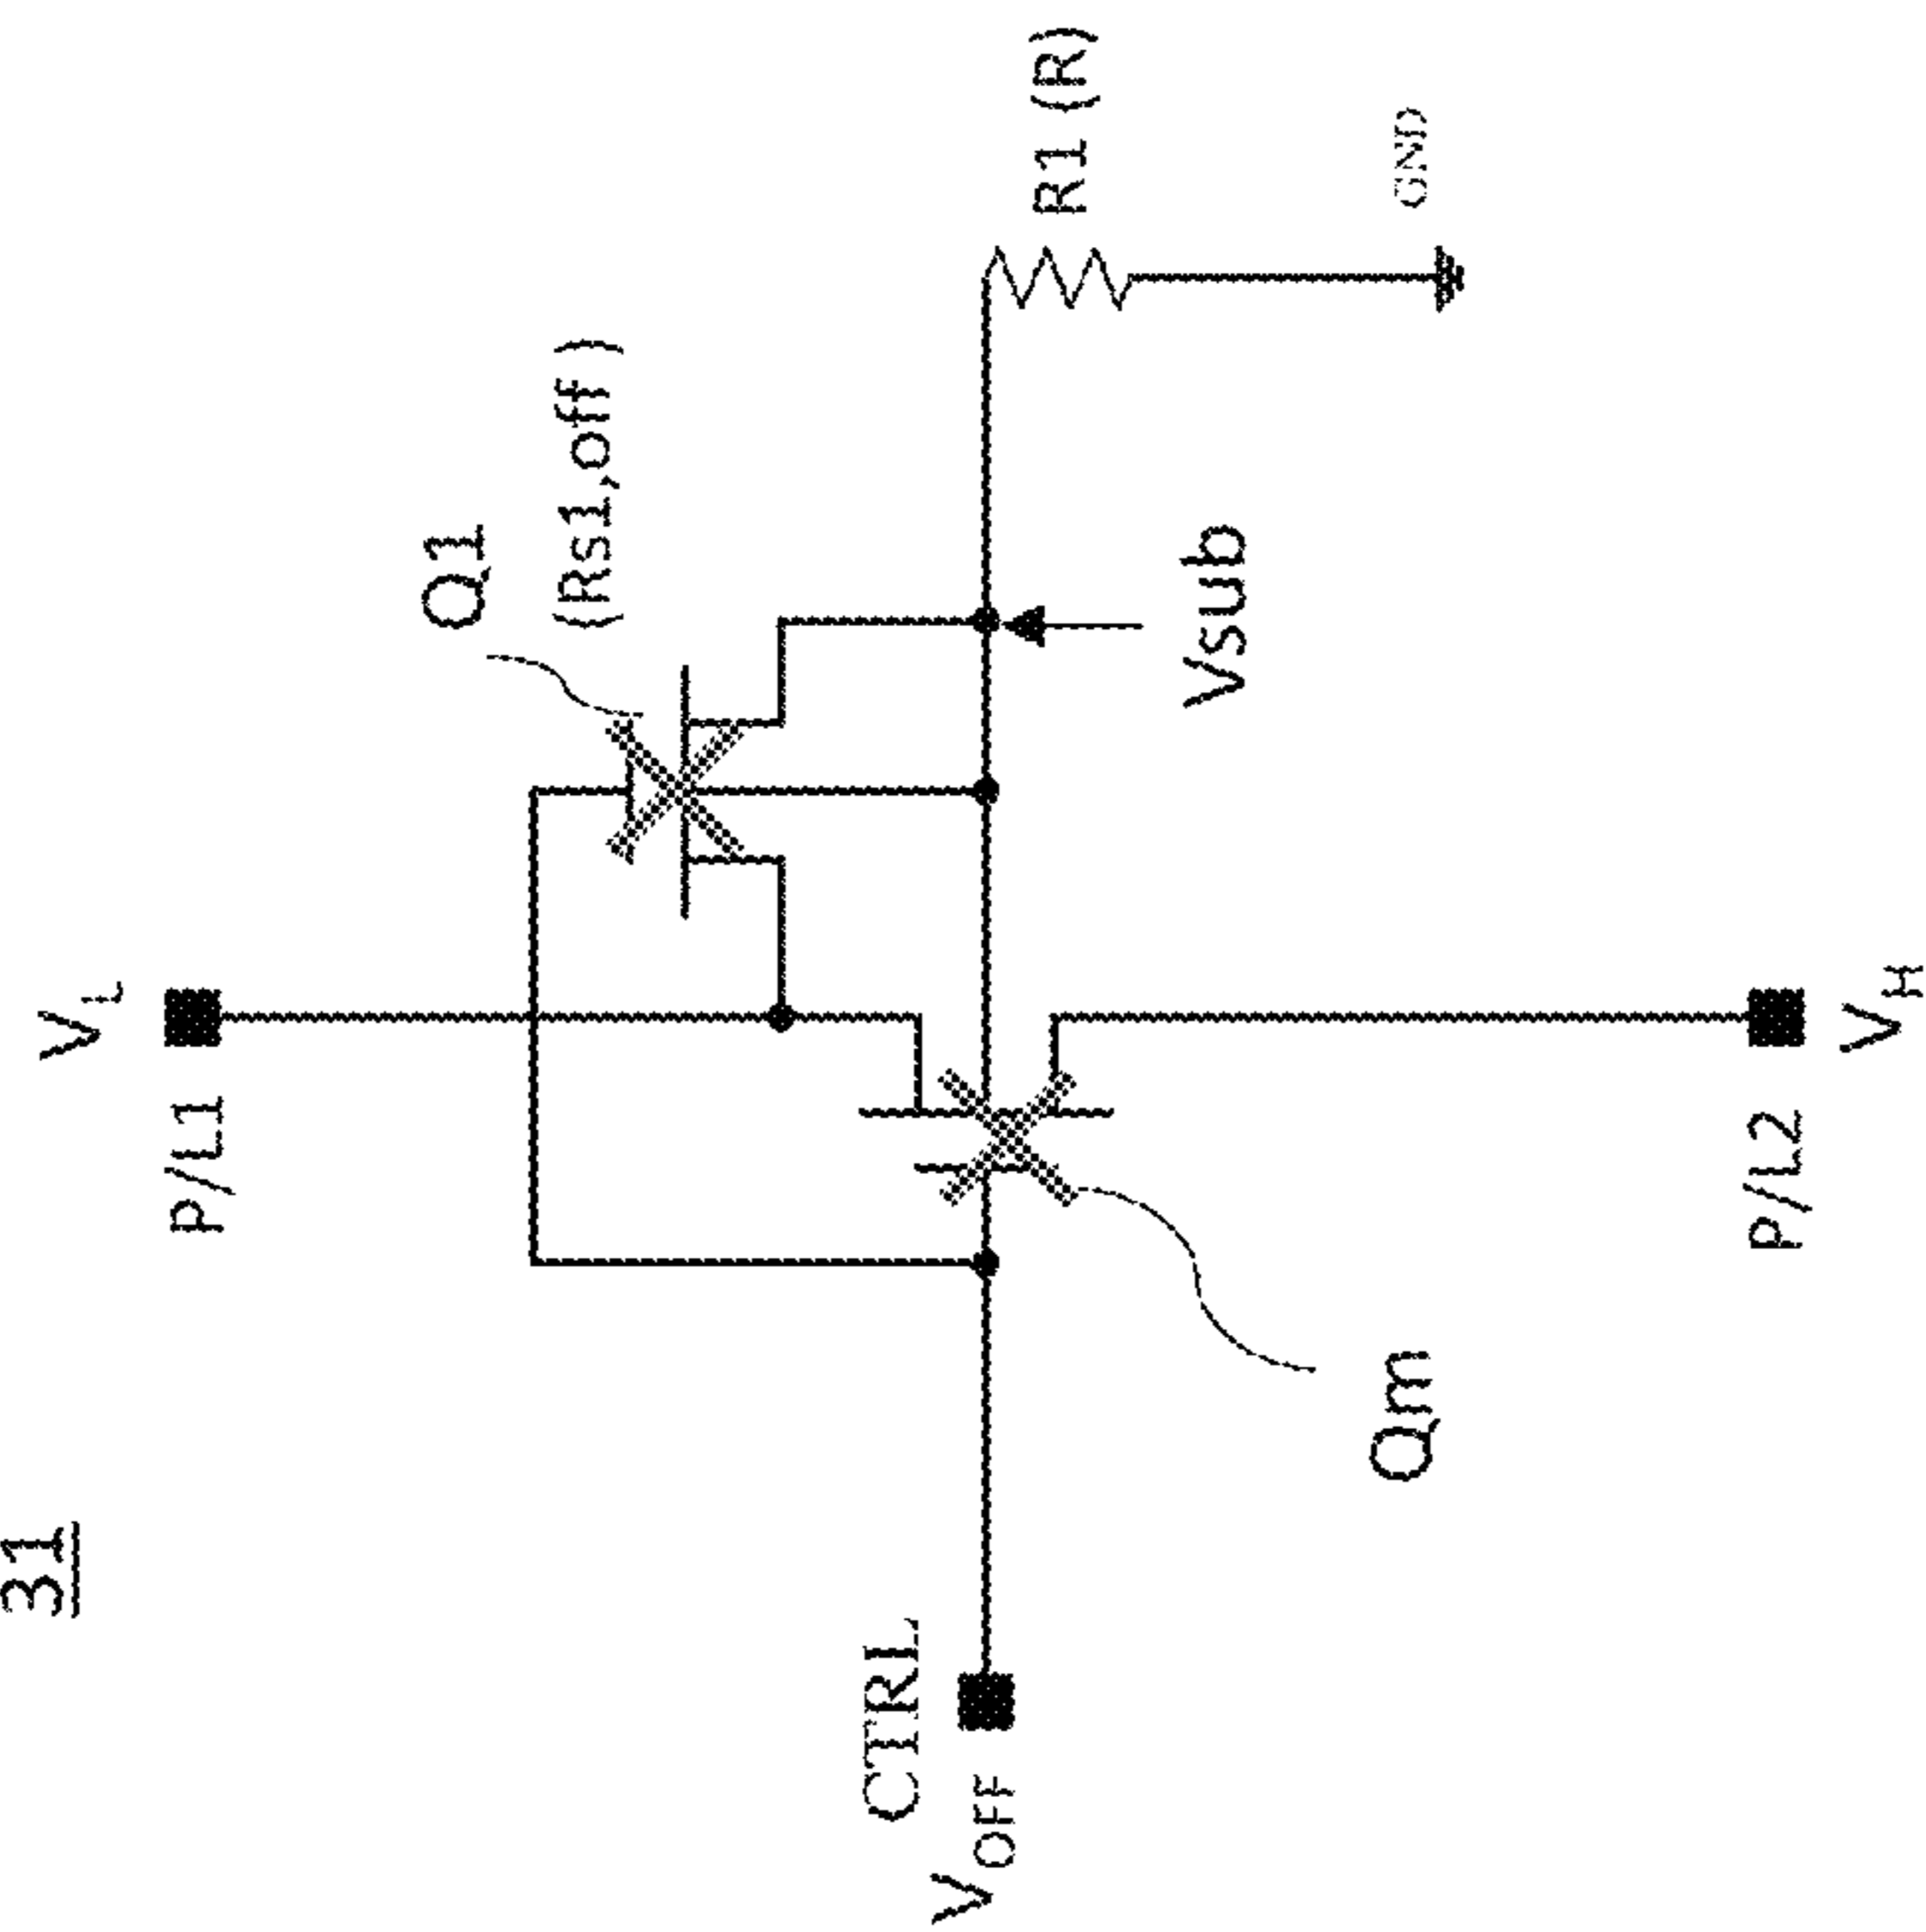 31
P/L1
V_L
Q1
(Rs1,off )
CTRL
V_OFF
R1 (R)
Vsub
Qm
GND
P/L2
V_H